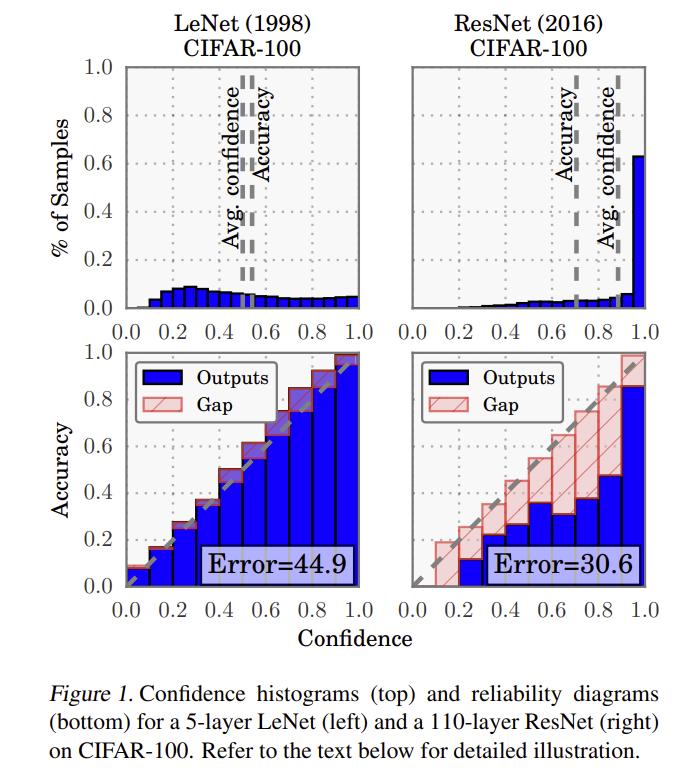 LeNet (1998)
CIFAR-100
ResNet (2016)
CIFAR-100
% of Samples
1.0
0.8
0.6
0.4
0.2
0.0
Avg. confidence
Accuracy
0.0 0.2 0.4 0.6 0.8 1.0
Accuracy
Avg. confidence
0.0 0.2 0.4 0.6 0.8 1.0
Accuracy
1.0
0.8
0.6
0.4
0.2
0.0
Outputs
Gap
Error=44.9
0.0 0.2 0.4 0.6 0.8 1.0
Outputs
Gap
Error=30.6
0.0 0.2 0.4 0.6 0.8 1.0
Confidence
Figure 1. Confidence histograms (top) and reliability diagrams
(bottom) for a 5-layer LeNet (left) and a 110-layer ResNet (right)
on CIFAR-100. Refer to the text below for detailed illustration.